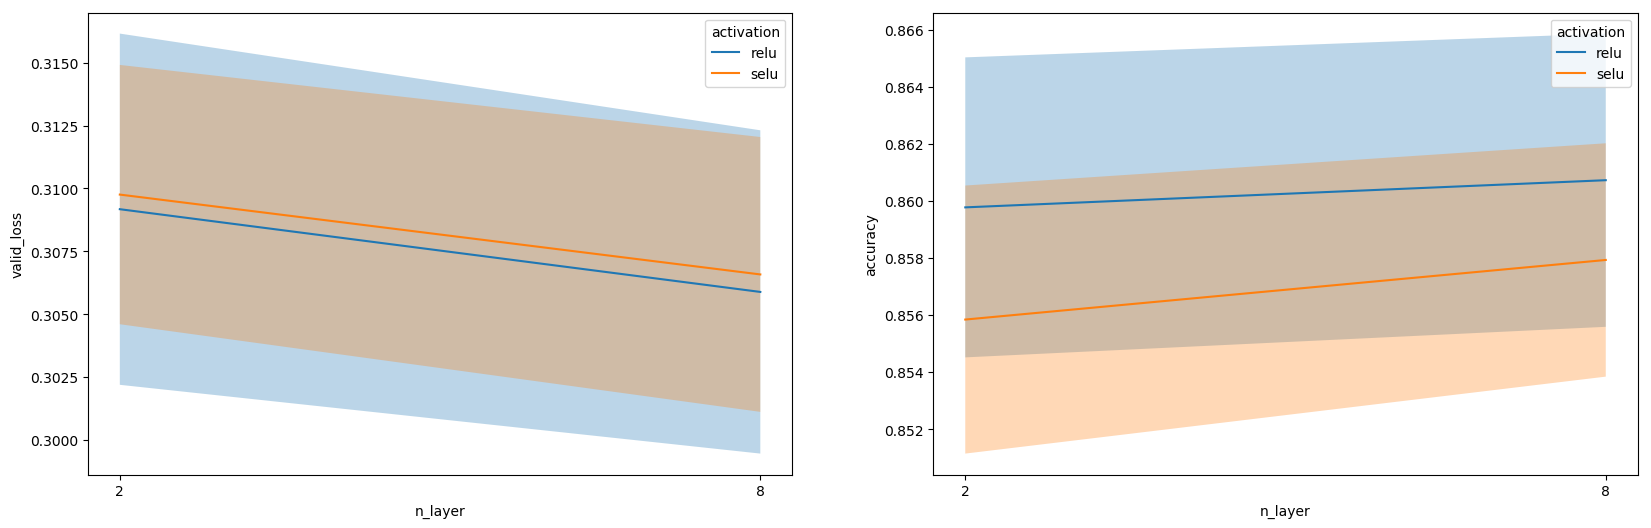 activation
relu
selu
0.3150
0.3125
0.3100
0.3075
0.3050
0.3025
0.3000
valid_loss
2
8
n_layer
activation
relu
selu
0.866
0.864
0.862
0.860
0.858
0.856
0.854
0.852
accuracy
2
8
n_layer